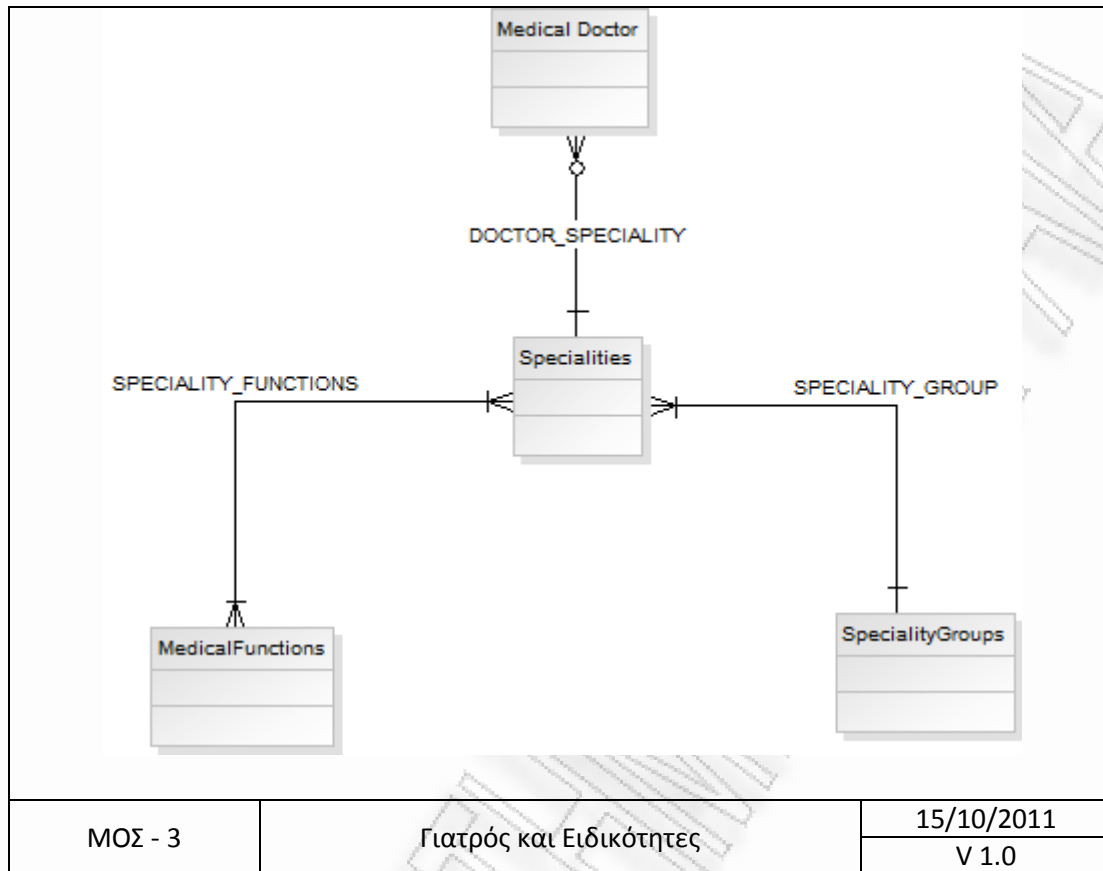 Medical Doctor
DOCTOR_SPECIALITY
Specialities
SPECIALITY_FUNCTIONS
SPECIALITY_GROUP
MedicalFunctions
SpecialityGroups
ΜΟΣ - 3
Γιατρός και Ειδικότητες
15/10/2011
V 1.0